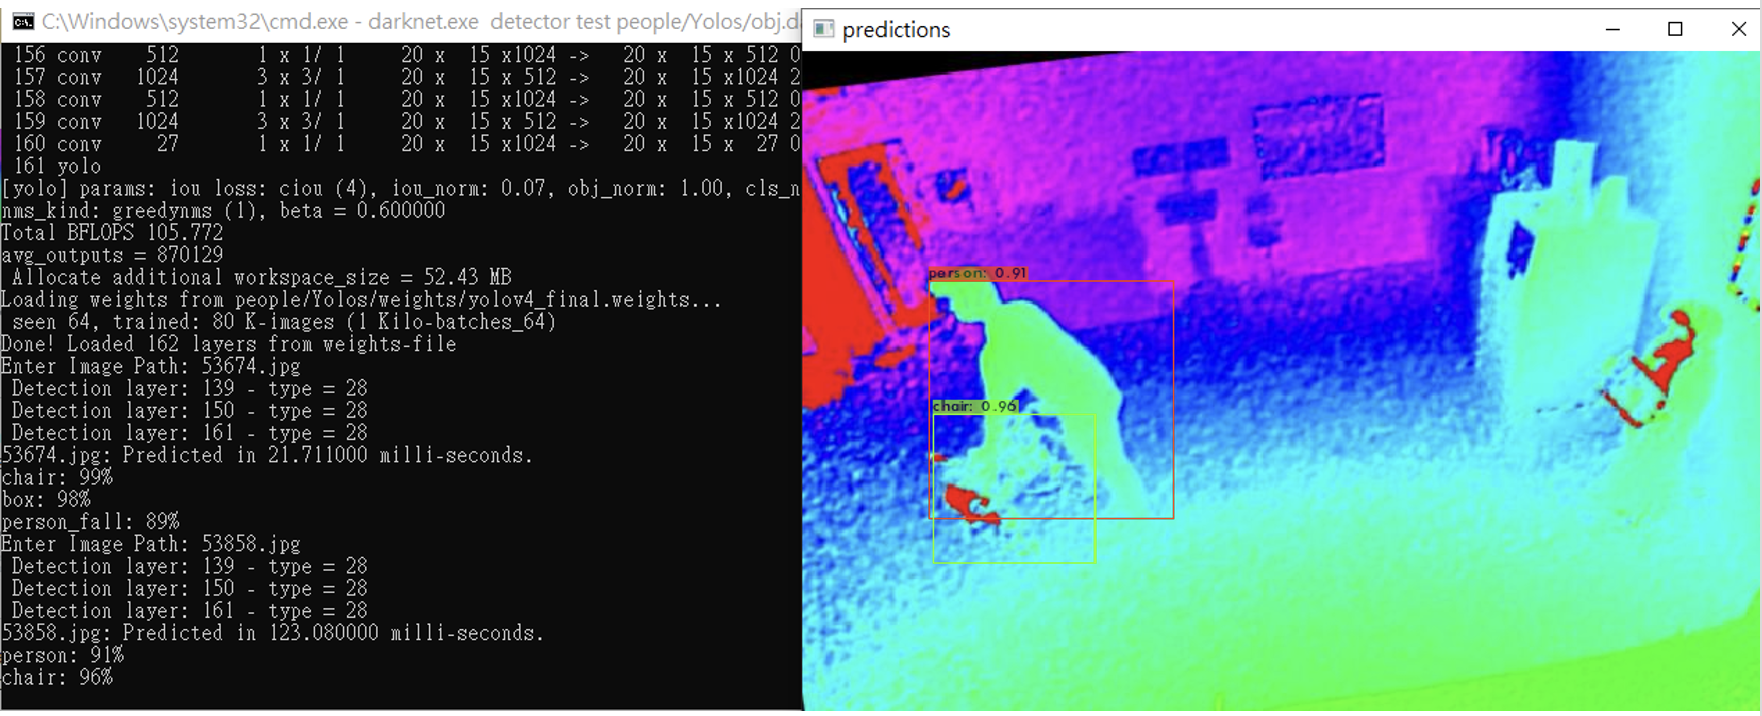 C:\Windows\system32\cmd.exe - darknet.exe  detector test people/Yolos/obj.d
156 conv    512       1 x 1/ 1     20 x  15 x1024 ->   20 x  15 x 512 0
157 conv   1024       3 x 3/ 1     20 x  15 x 512 ->   20 x  15 x1024 2
158 conv    512       1 x 1/ 1     20 x  15 x1024 ->   20 x  15 x 512 0
159 conv   1024       3 x 3/ 1     20 x  15 x 512 ->   20 x  15 x1024 2
160 conv     27       1 x 1/ 1     20 x  15 x1024 ->   20 x  15 x  27 0
161 yolo
[yolo] params: iou loss: ciou (4), iou_norm: 0.07, obj_norm: 1.00, cls_n
nms_kind: greedynms (1), beta = 0.600000
Total BFLOPS 105.772
avg_outputs = 870129
Allocate additional workspace_size = 52.43 MB
Loading weights from people/Yolos/weights/yolov4_final.weights...
seen 64, trained: 80 K-images (1 Kilo-batches_64)
Done! Loaded 162 layers from weights-file
Enter Image Path: 53674.jpg
Detection layer: 139 - type = 28
Detection layer: 150 - type = 28
Detection layer: 161 - type = 28
53674.jpg: Predicted in 21.711000 milli-seconds.
chair: 99%
box: 98%
person_fall: 89%
Enter Image Path: 53858.jpg
Detection layer: 139 - type = 28
Detection layer: 150 - type = 28
Detection layer: 161 - type = 28
53858.jpg: Predicted in 123.080000 milli-seconds.
person: 91%
chair: 96%
predictions
person: 0.91
chair: 0.96